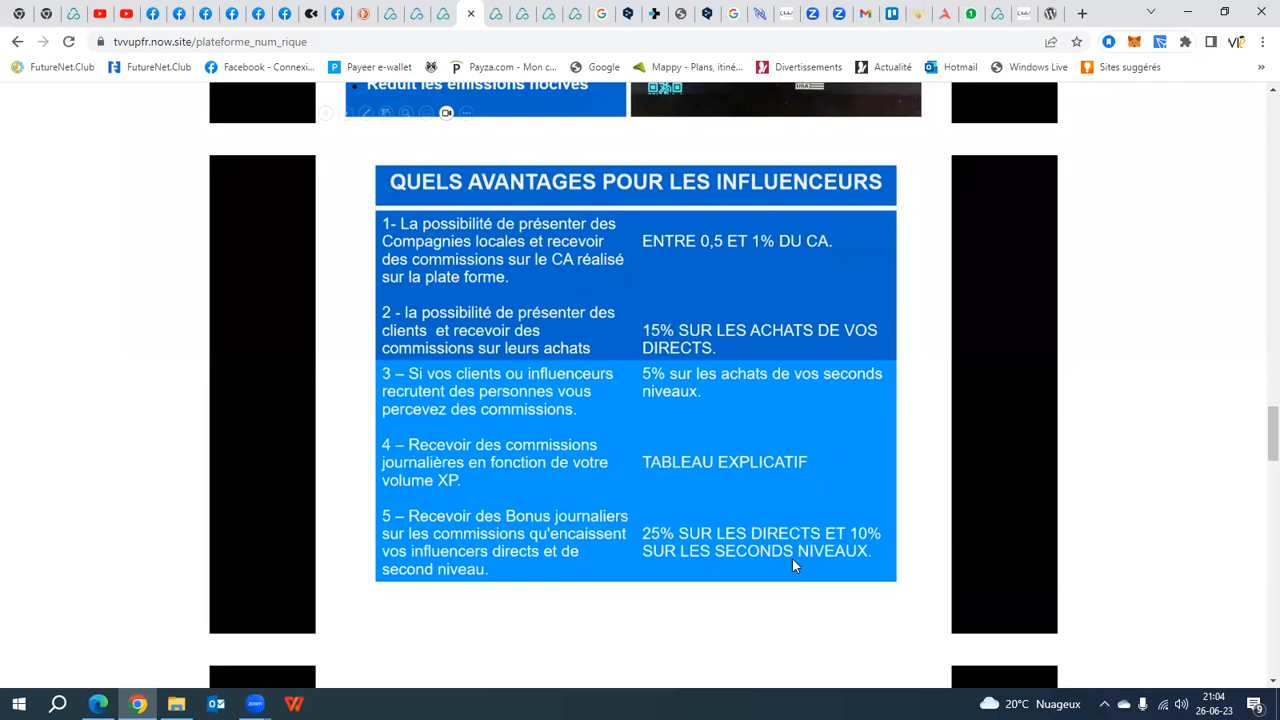 tvvupfr.now.site/plateforme_num_rique
FutureNet.Club
FutureNet.Club
Facebook - Connexi...
Payeer e-wallet
Payza.com - Mon c...
Google
Mappy - Plans, itiné...
Divertissements
Actualité
Hotmail
Windows Live
Sites suggérés
• Réduit les émissions nocives
QUELS AVANTAGES POUR LES INFLUENCEURS
1- La possibilité de présenter des
Compagnies locales et recevoir
des commissions sur le CA réalisé
sur la plate forme.
ENTRE 0,5 ET 1% DU CA.
2 - la possibilité de présenter des
clients et recevoir des
commissions sur leurs achats
15% SUR LES ACHATS DE VOS
DIRECTS.
3 – Si vos clients ou influenceurs
recrutent des personnes vous
percevez des commissions.
5% sur les achats de vos seconds
niveaux.
4 – Recevoir des commissions
journalières en fonction de votre
volume XP.
TABLEAU EXPLICATIF
5 – Recevoir des Bonus journaliers
sur les commissions qu'encaissent
vos influencers directs et de
second niveau.
25% SUR LES DIRECTS ET 10%
SUR LES SECONDS NIVEAUX.
20°C Nuageux
21:04
26-06-23